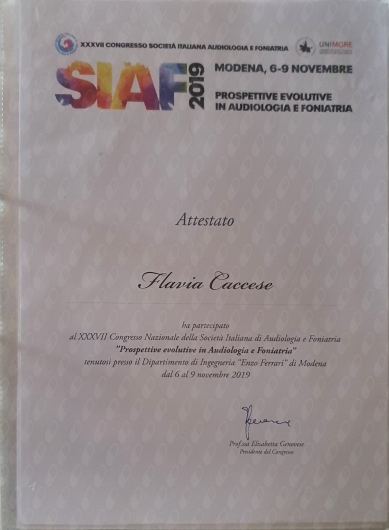 XXXVII CONGRESSO SOCIETÀ ITALIANA AUDIOLOGIA E FONIATRIA
UNIMORE
SIAF 2019
MODENA, 6-9 NOVEMBRE
PROSPETTIVE EVOLUTIVE
IN AUDIOLOGIA E FONIATRIA
Attestato
Flavia Caccese
ha partecipato
al XXXVII Congresso Nazionale della Società Italiana di Audiologia e Foniatria
"Prospettive evolutive in Audiologia e Foniatria"
tenutosi presso il Dipartimento di Ingegneria "Enzo Ferrari" di Modena
dal 6 al 9 novembre 2019
Prof.ssa Elisabetta Genovese
Presidente del Congresso